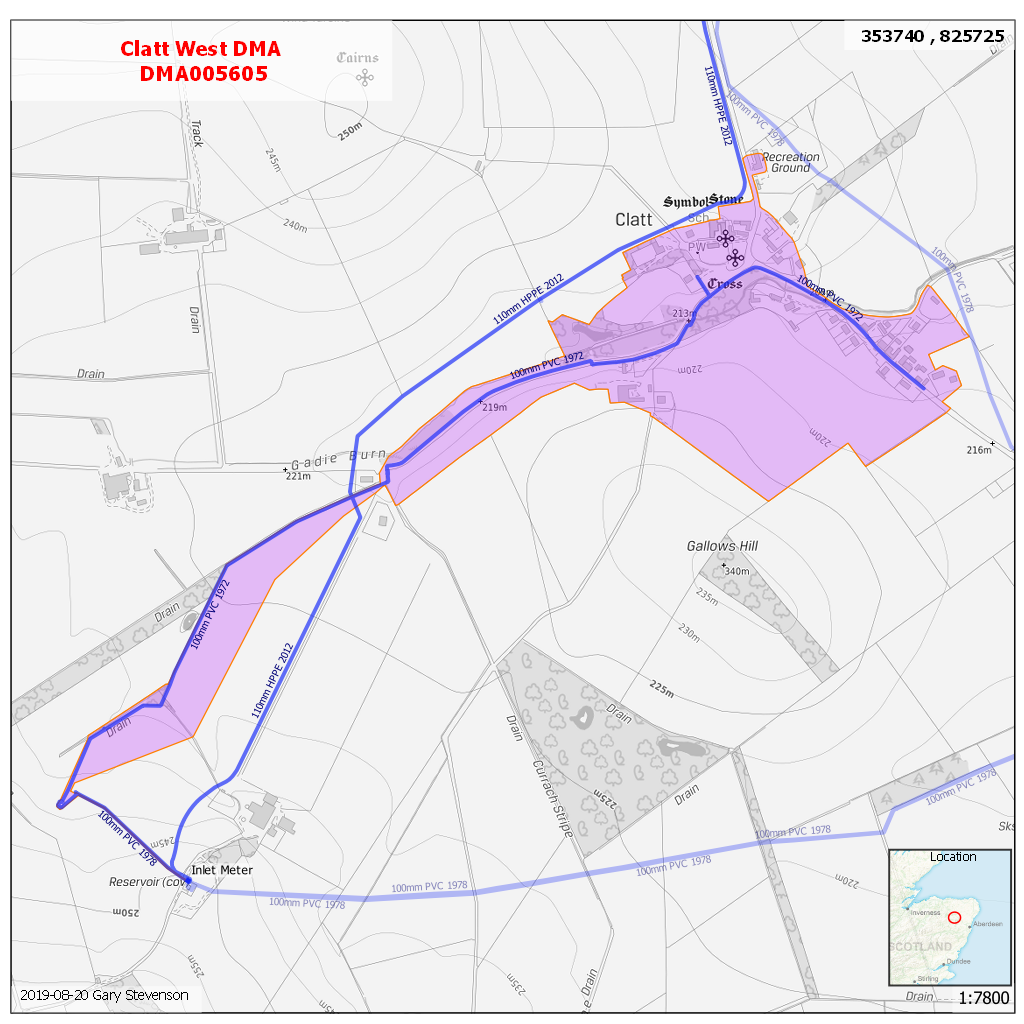 Clatt West DMA
DMA005605
353740 , 825725
Cairns
250m
Track
245m
240m
Drain
110mm HPPE 2012
100mm PVC 1978
Recreation
Ground
Symbol Stone
Clatt
Sch
PW
Cross
100mm PVC 1972
100mm PVC 1978
Drain
110mm HPPE 2012
213m
Drain
100mm PVC 1972
220m
219m
220m
216m
Gadie Burn
221m
Gallows Hill
340m
235m
230m
Drain
100mm PVC 1972
110mm HPPE 2012
225m
Drain
Drain
Drain
Currach Stripe
225m
Drain
100mm PVC 1978
245m
Inlet Meter
Reservoir (cov
250m
100mm PVC 1978
100mm PVC 1978
100mm PVC 1978
100mm PVC 1978
100mm PVC 1978
220m
Sks
Location
Inverness
Aberdeen
SCOTLAND
Dundee
Stirling
255m
235m
e Drain
Drain
2019-08-20 Gary Stevenson
1:7800